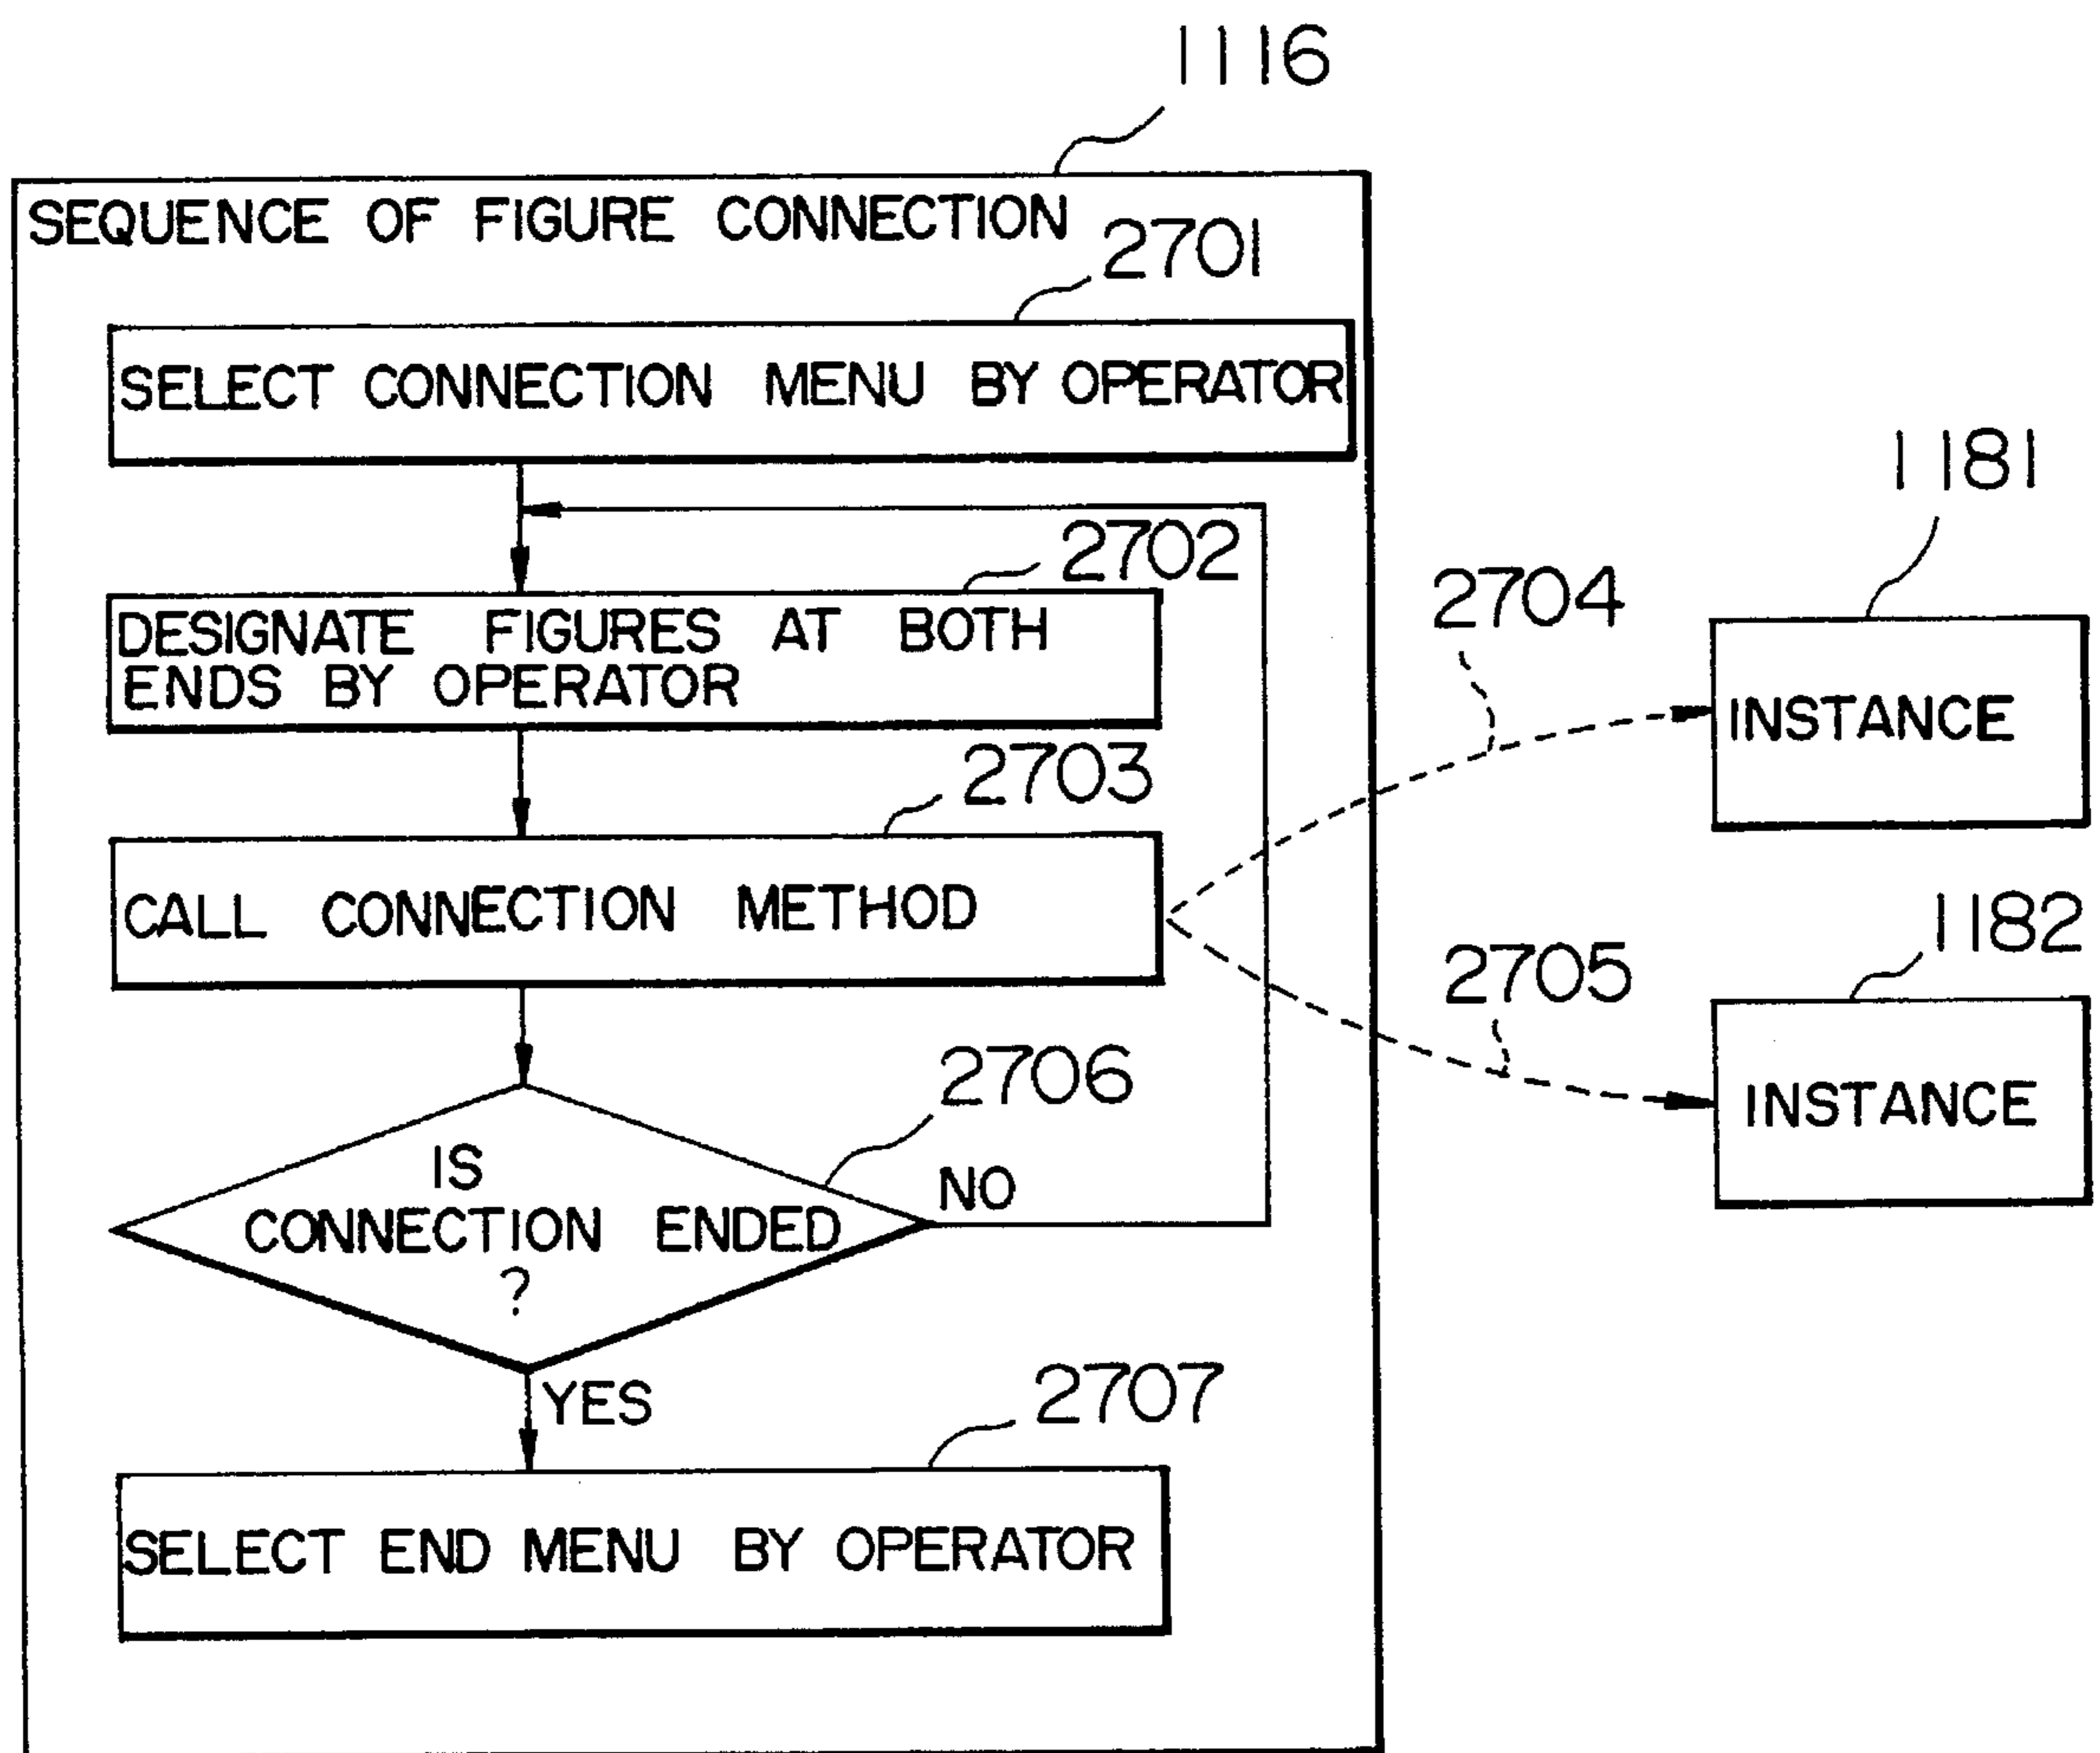 1116
SEQUENCE OF FIGURE CONNECTION
2701
SELECT CONNECTION MENU BY OPERATOR
2702
DESIGNATE FIGURES AT BOTH
ENDS BY OPERATOR
2703
CALL CONNECTION METHOD
2704
1181
INSTANCE
2705
1182
INSTANCE
2706
IS
CONNECTION ENDED
?
NO
YES
2707
SELECT END MENU BY OPERATOR